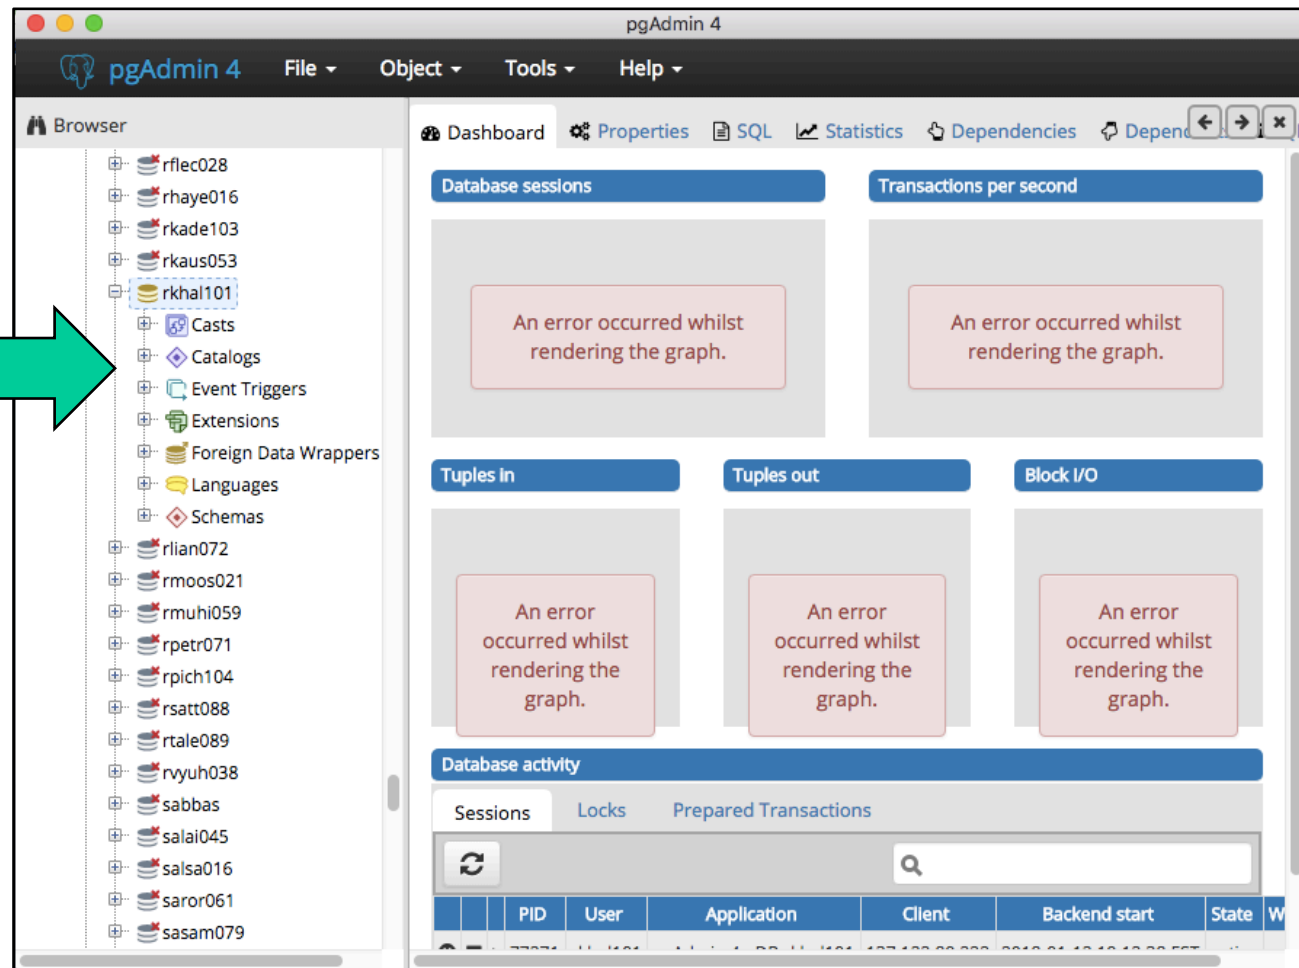 pgAdmin 4
pgAdmin 4 File Object Tools Help
Browser
Dashboard Properties SQL Statistics Dependencies Depend
rflec028
rhaye016
rkade103
rkaus053
rkhal101
Casts
Catalogs
Event Triggers
Extensions
Foreign Data Wrappers
Languages
Schemas
rlian072
rmoos021
rmuhi059
rpetr071
rpich104
rsatt088
rtale089
rvyuh038
sabbas
salai045
salsa016
saror061
sasam079
Database sessions
An error occurred whilst
rendering the graph.
Transactions per second
An error occurred whilst
rendering the graph.
Tuples in
An error
occurred whilst
rendering the
graph.
Tuples out
An error
occurred whilst
rendering the
graph.
Block I/O
An error
occurred whilst
rendering the
graph.
Database activity
Sessions Locks Prepared Transactions
PID User Application Client Backend start State W